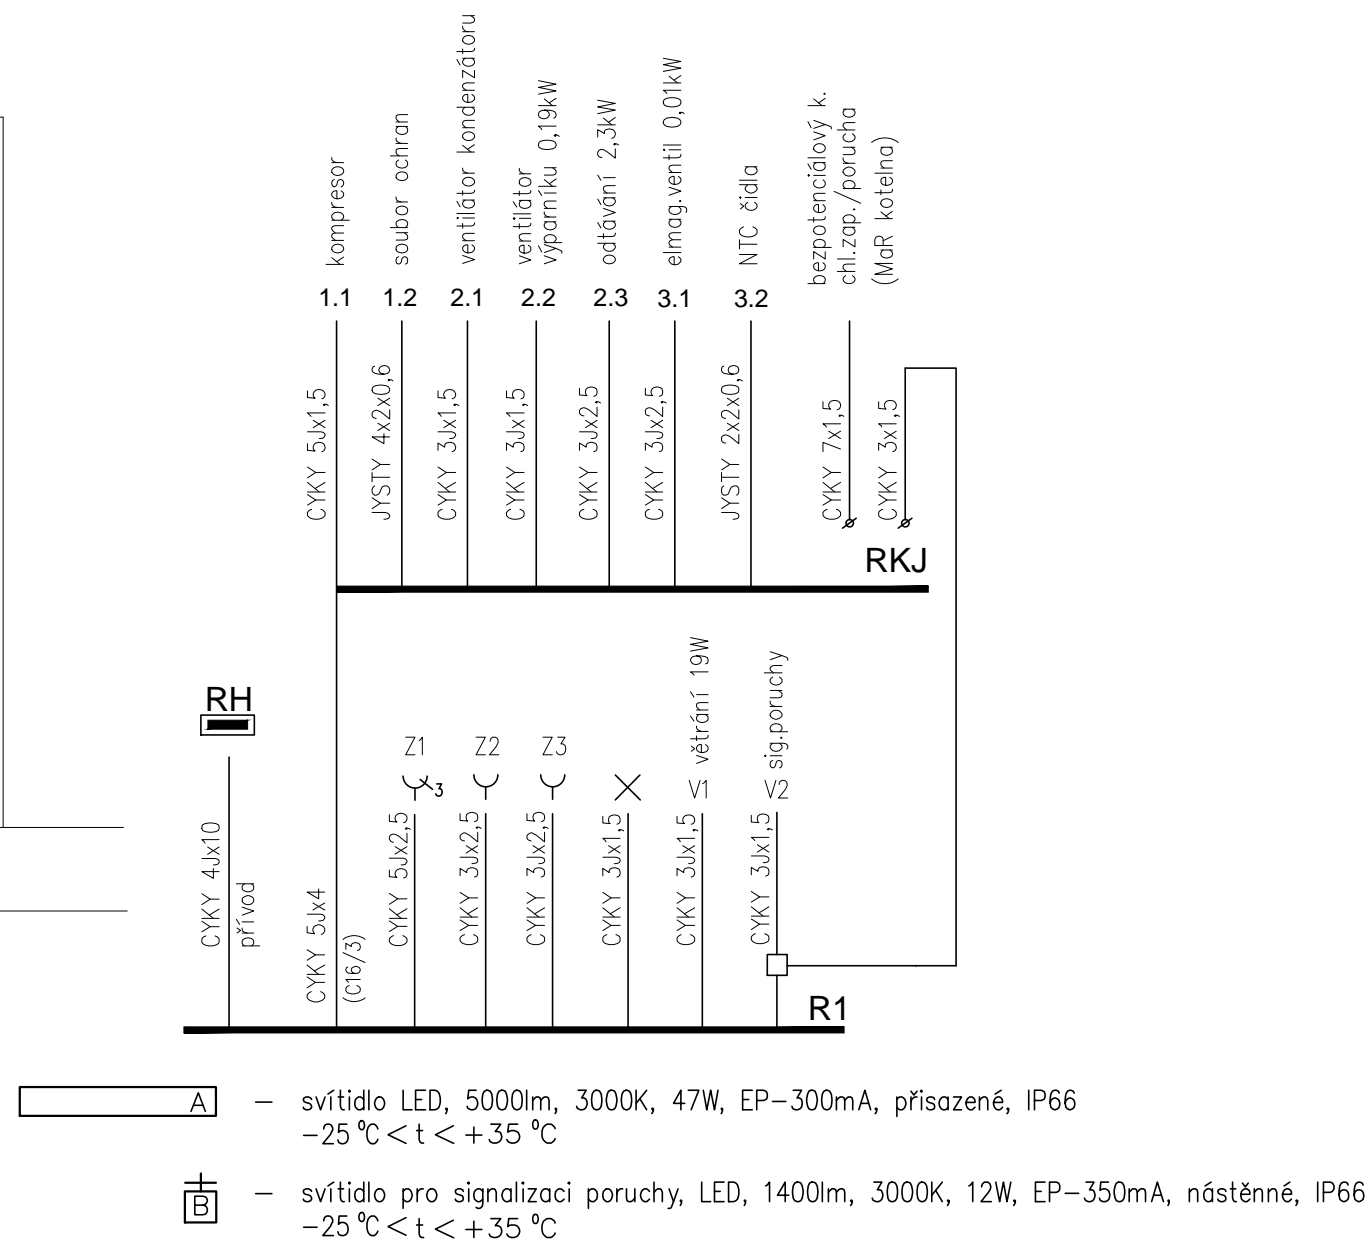 kompresor
soubor ochran
ventilátor kondenzátoru
ventilátor
výparníku 0,19kW
odtávání 2,3kW
elmag.ventil 0,01kW
NTC čidla
bezpotenciálový k.
chl.zap./porucha
(MaR kotelna)
1.1
1.2
2.1
2.2
2.3
3.1
3.2
CYKY 5Jx1,5
JYSTY 4x2x0,6
CYKY 3Jx1,5
CYKY 3Jx1,5
CYKY 3Jx2,5
CYKY 3Jx2,5
JYSTY 2x2x0,6
CYKY 7x1,5
CYKY 3x1,5
RKJ
RH
Z1
Z2
Z3
3
V1 větrání 19W
V2 sig.poruchy
CYKY 4Jx10
přívod
CYKY 5Jx4
(C16/3)
CYKY 5Jx2,5
CYKY 3Jx2,5
CYKY 3Jx2,5
CYKY 3Jx1,5
CYKY 3Jx1,5
CYKY 3Jx1,5
R1
A – svítidlo LED, 5000lm, 3000K, 47W, EP-300mA, přisazené, IP66
-25 °C < t < +35 °C
B – svítidlo pro signalizaci poruchy, LED, 1400lm, 3000K, 12W, EP-350mA, nástěnné, IP66
-25 °C < t < +35 °C